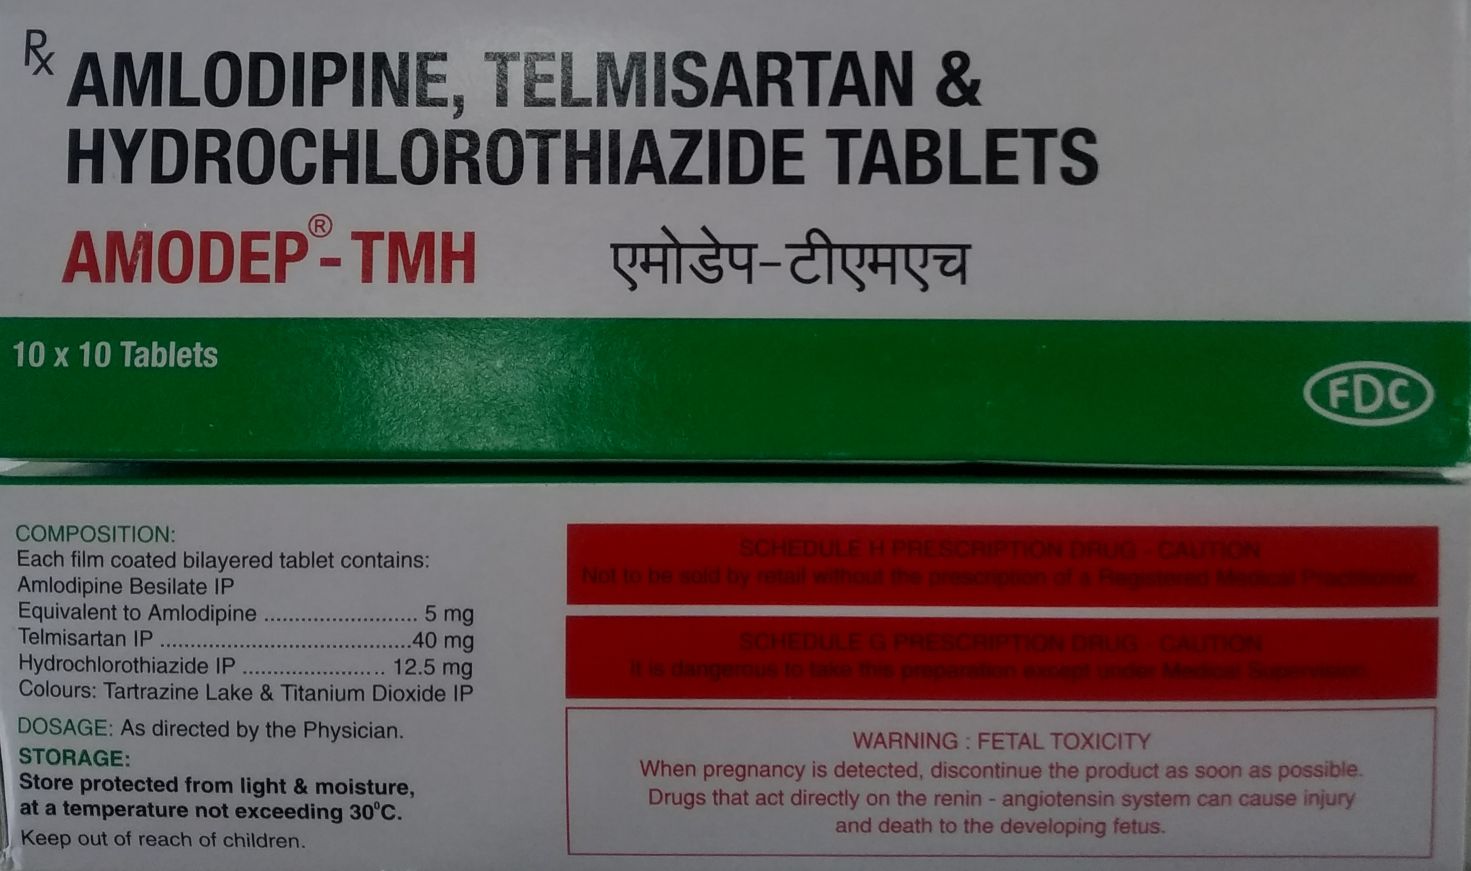 Rx AMLODIPINE, TELMISARTAN &
HYDROCHLOROTHIAZIDE TABLETS
AMODEP®-TMH
एमोडेप-टीएमएच
10 x 10 Tablets
FDC
COMPOSITION:
Each film coated bilayered tablet contains:
Amlodipine Besilate IP
Equivalent to Amlodipine ......................... 5 mg
Telmisartan IP .........................................40 mg
Hydrochlorothiazide IP ....................... 12.5 mg
Colours: Tartrazine Lake & Titanium Dioxide IP
DOSAGE: As directed by the Physician.
STORAGE:
Store protected from light & moisture,
at a temperature not exceeding 30°C.
Keep out of reach of children.
SCHEDULE H PRESCRIPTION DRUG - CAUTION
Not to be sold by retail without the prescription of a Registered Medical Practitioner.
SCHEDULE G PRESCRIPTION DRUG - CAUTION
It is dangerous to take this preparation except under Medical Supervision.
WARNING : FETAL TOXICITY
When pregnancy is detected, discontinue the product as soon as possible.
Drugs that act directly on the renin - angiotensin system can cause injury
and death to the developing fetus.